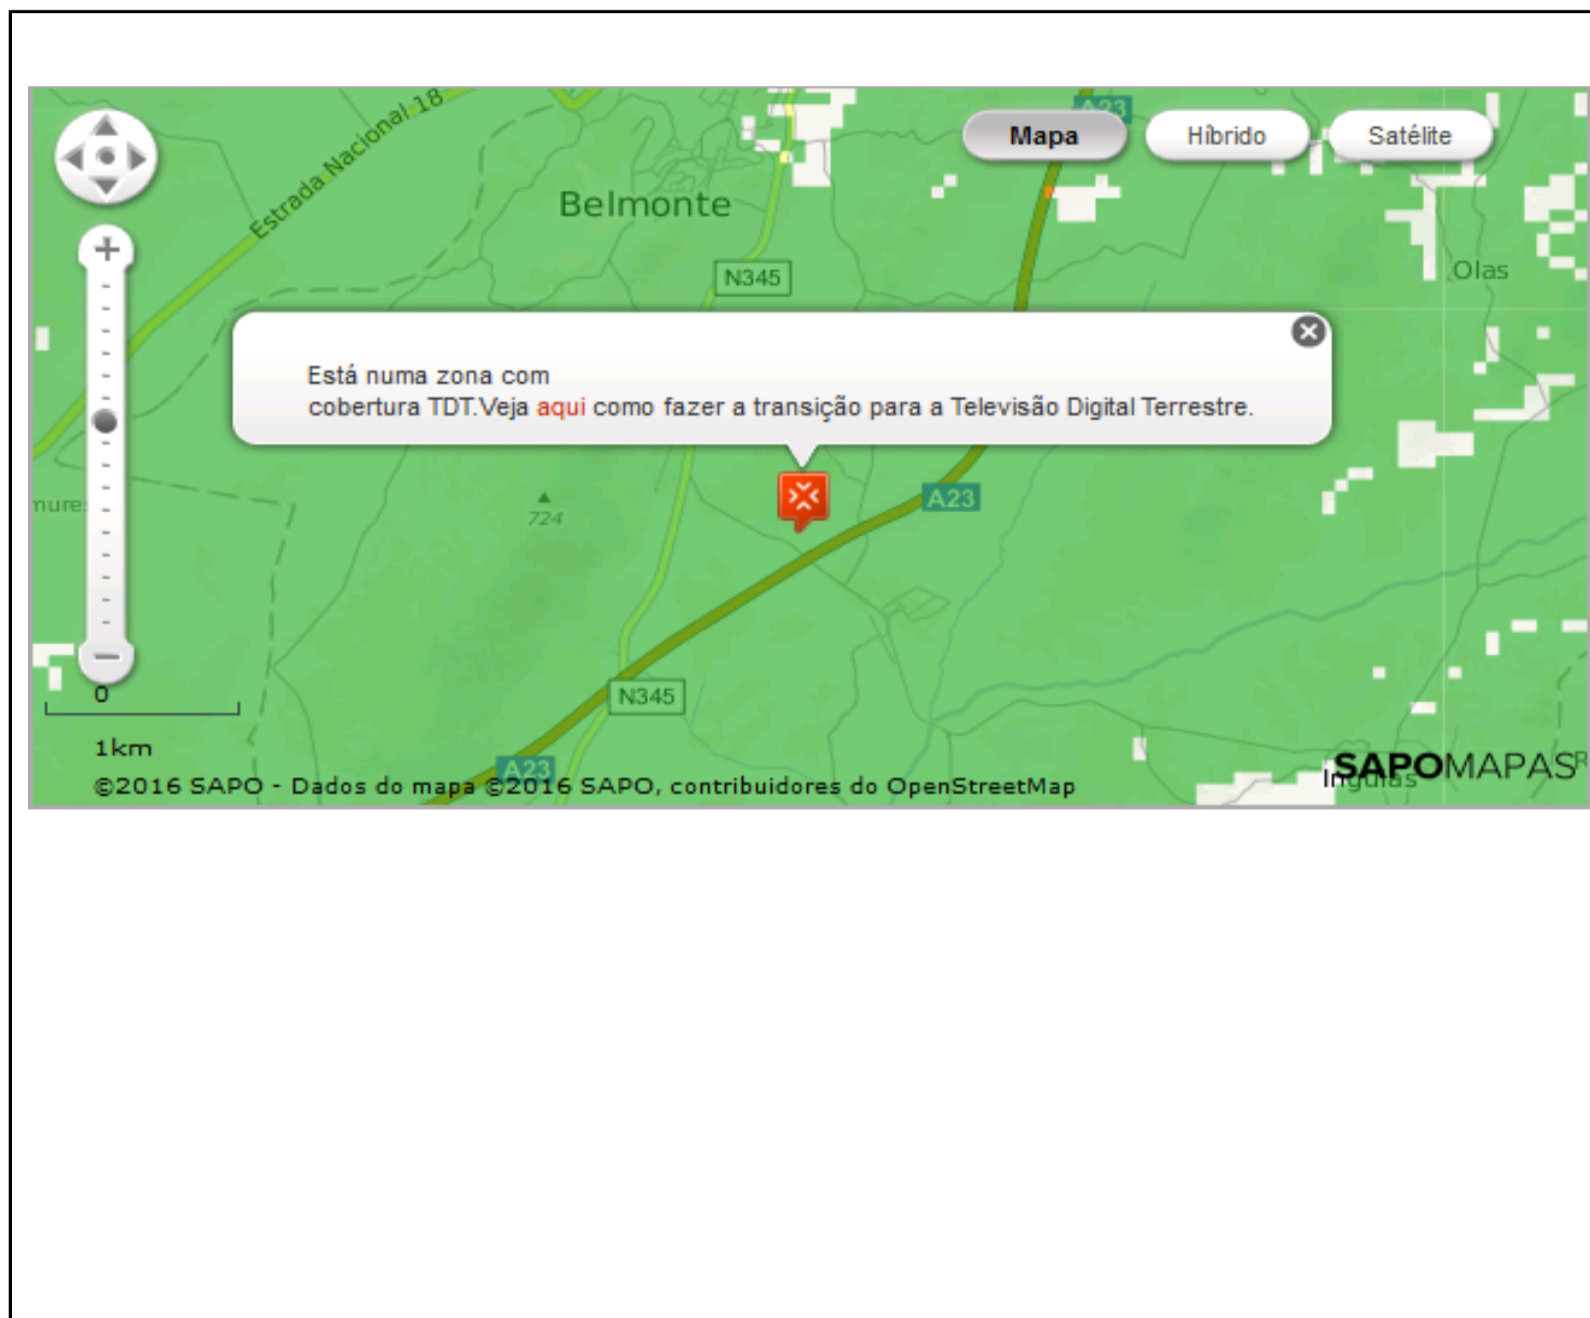 Estrada Nacional 18
A23
Mapa
Híbrido
Satélite
Belmonte
N345
Olas
Está numa zona com
cobertura TDT.Veja aqui como fazer a transição para a Televisão Digital Terrestre.
724
A23
N345
0
1km
A23
©2016 SAPO - Dados do mapa ©2016 SAPO, contribuidores do OpenStreetMap
SAPOMAPAS
Inguias